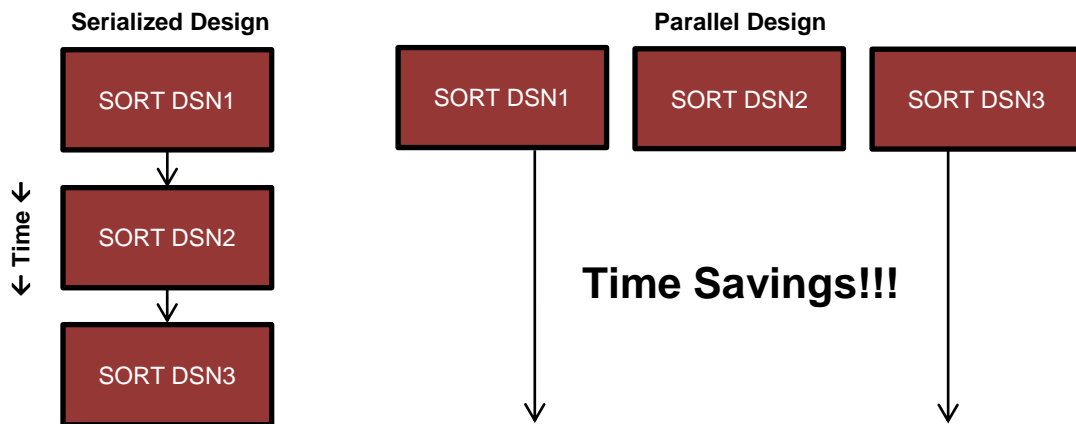 Serialized Design
SORT DSN1
SORT DSN2
SORT DSN3
← Time ←
Parallel Design
SORT DSN1
SORT DSN2
SORT DSN3
Time Savings!!!